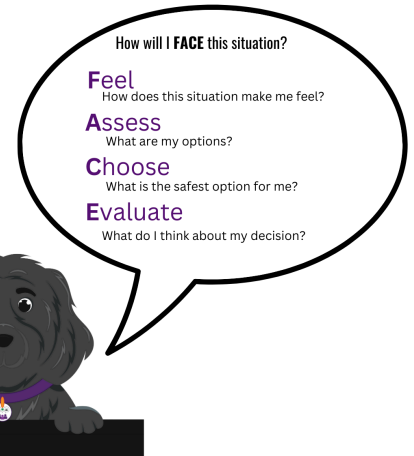 How will I FACE this situation?
Feel
How does this situation make me feel?
Assess
What are my options?
Choose
What is the safest option for me?
Evaluate
What do I think about my decision?